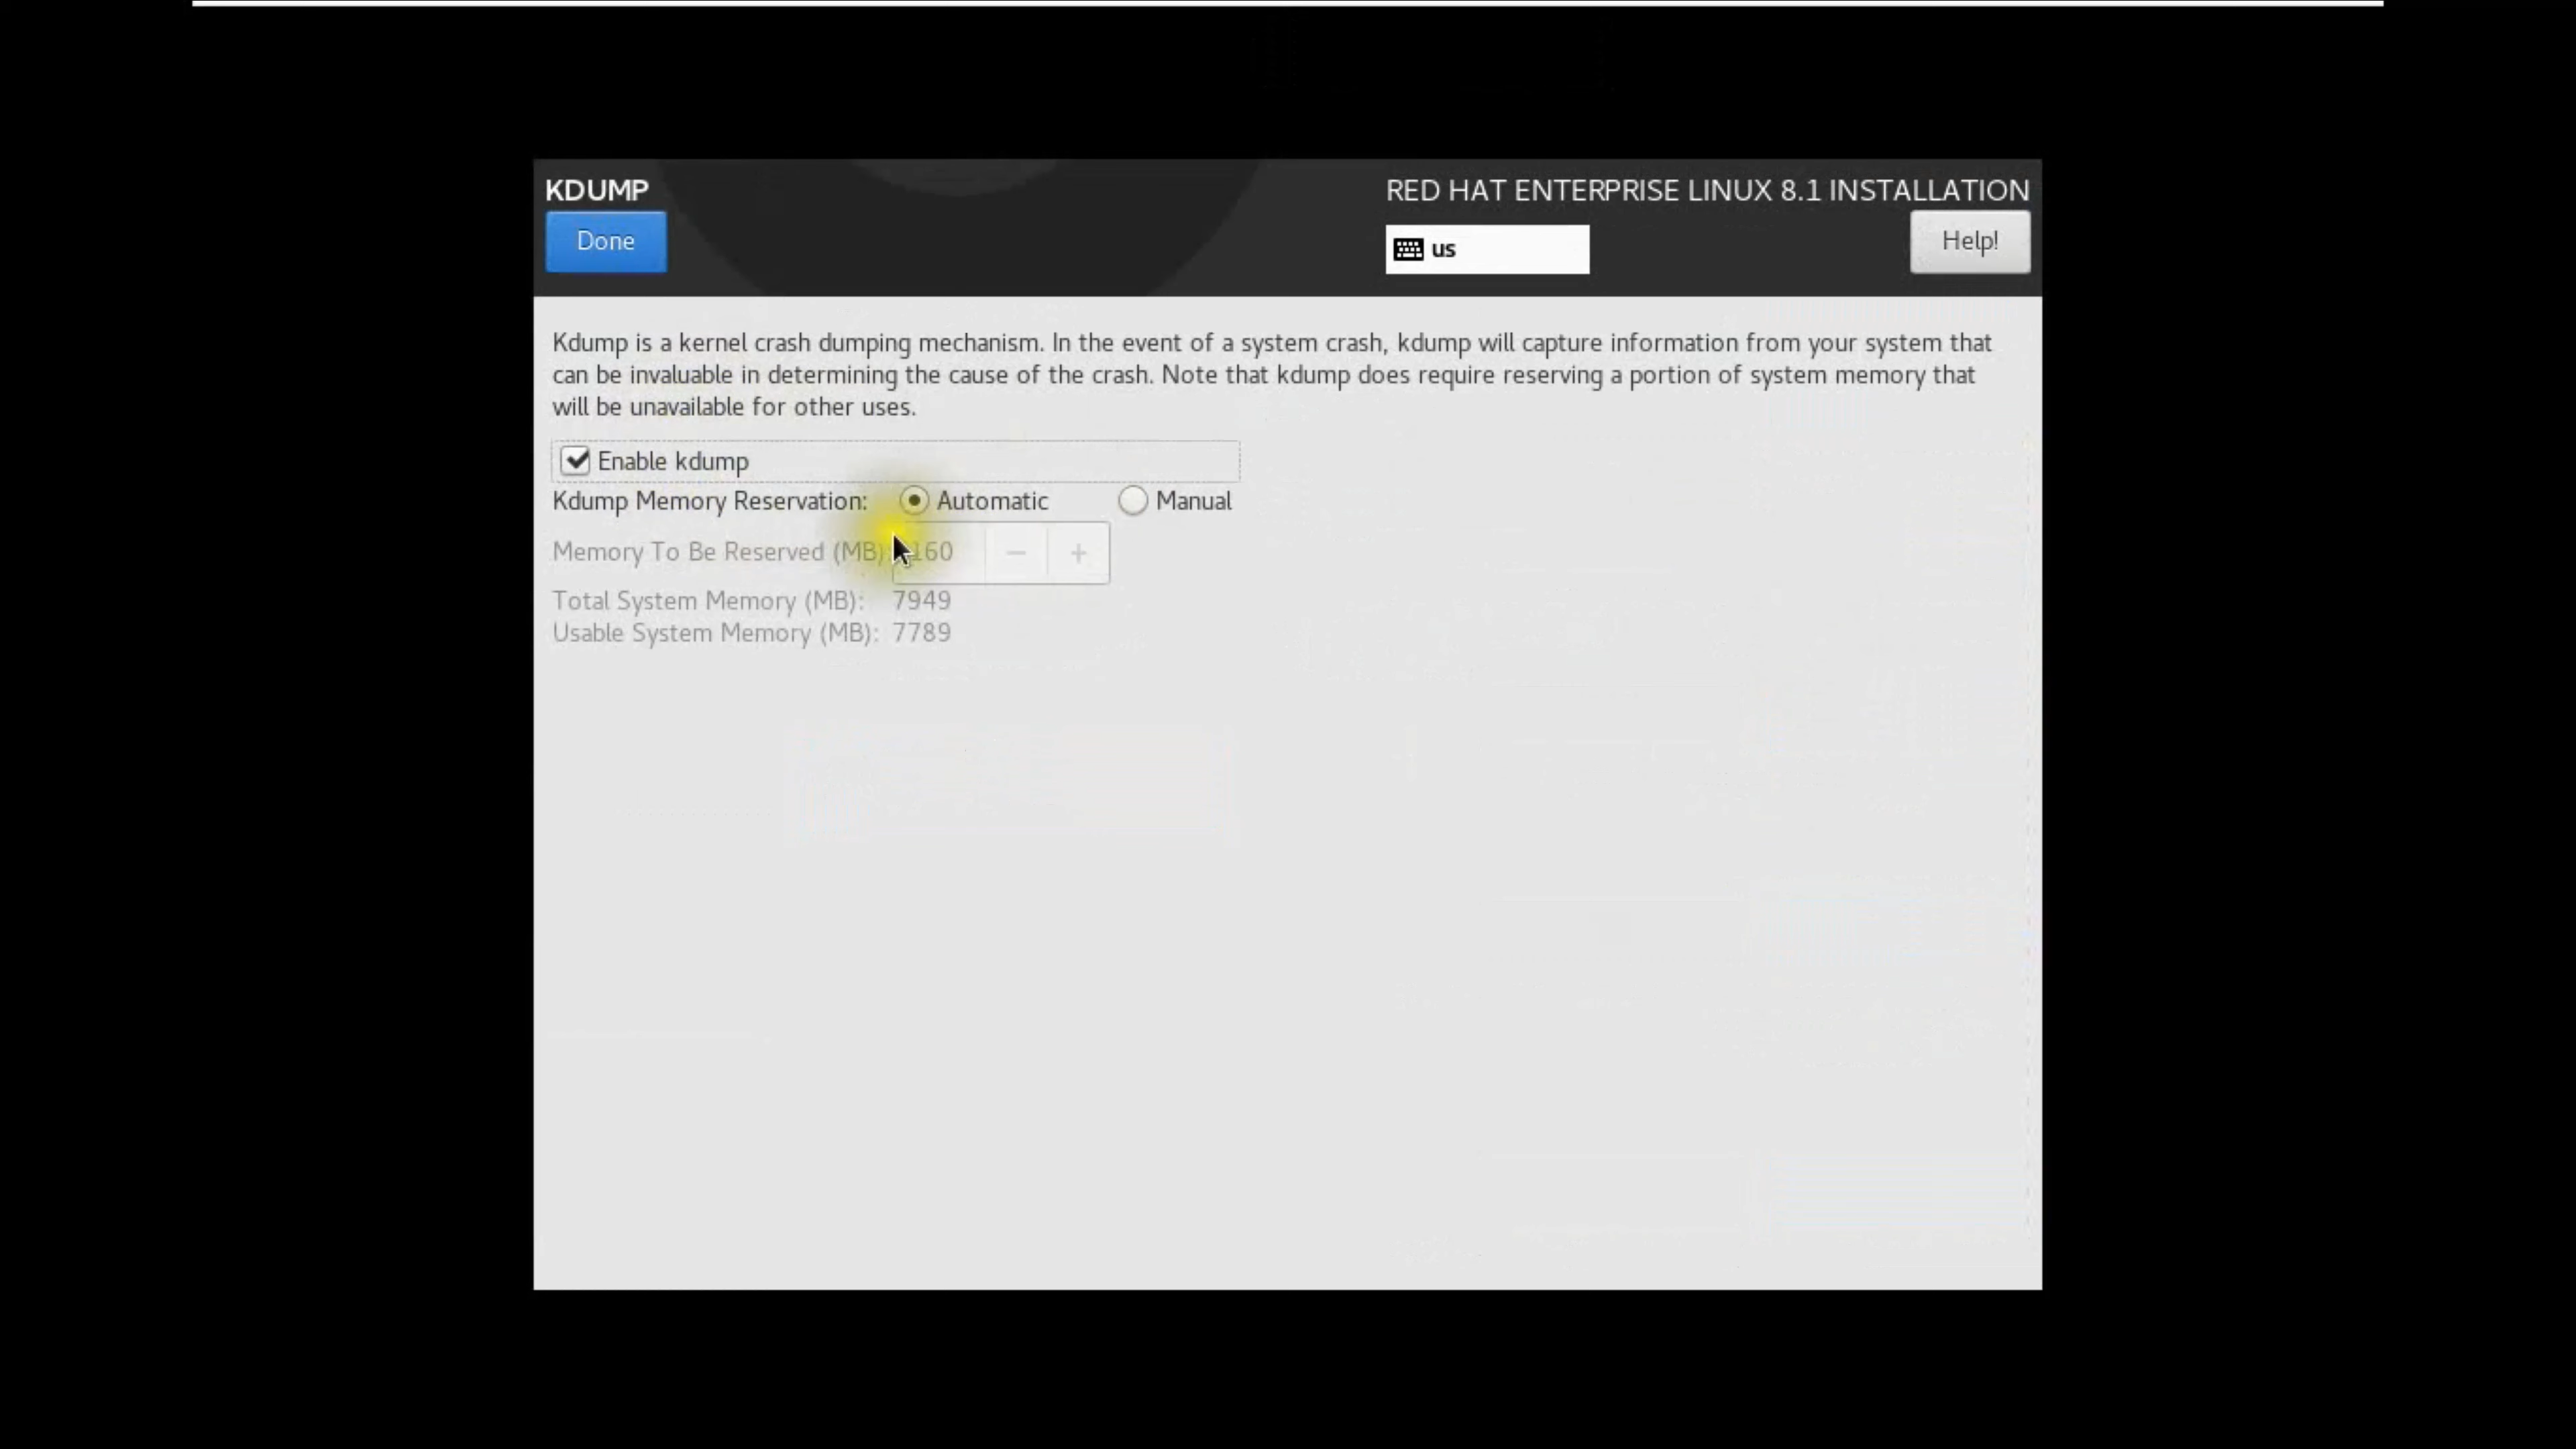 KDUMP
RED HAT ENTERPRISE LINUX 8.1 INSTALLATION
Done
us
Help!
Kdump is a kernel crash dumping mechanism. In the event of a system crash, kdump will capture information from your system that
can be invaluable in determining the cause of the crash. Note that kdump does require reserving a portion of system memory that
will be unavailable for other uses.
Enable kdump
Kdump Memory Reservation: Automatic Manual
Memory To Be Reserved (MB): 160 − +
Total System Memory (MB): 7949
Usable System Memory (MB): 7789